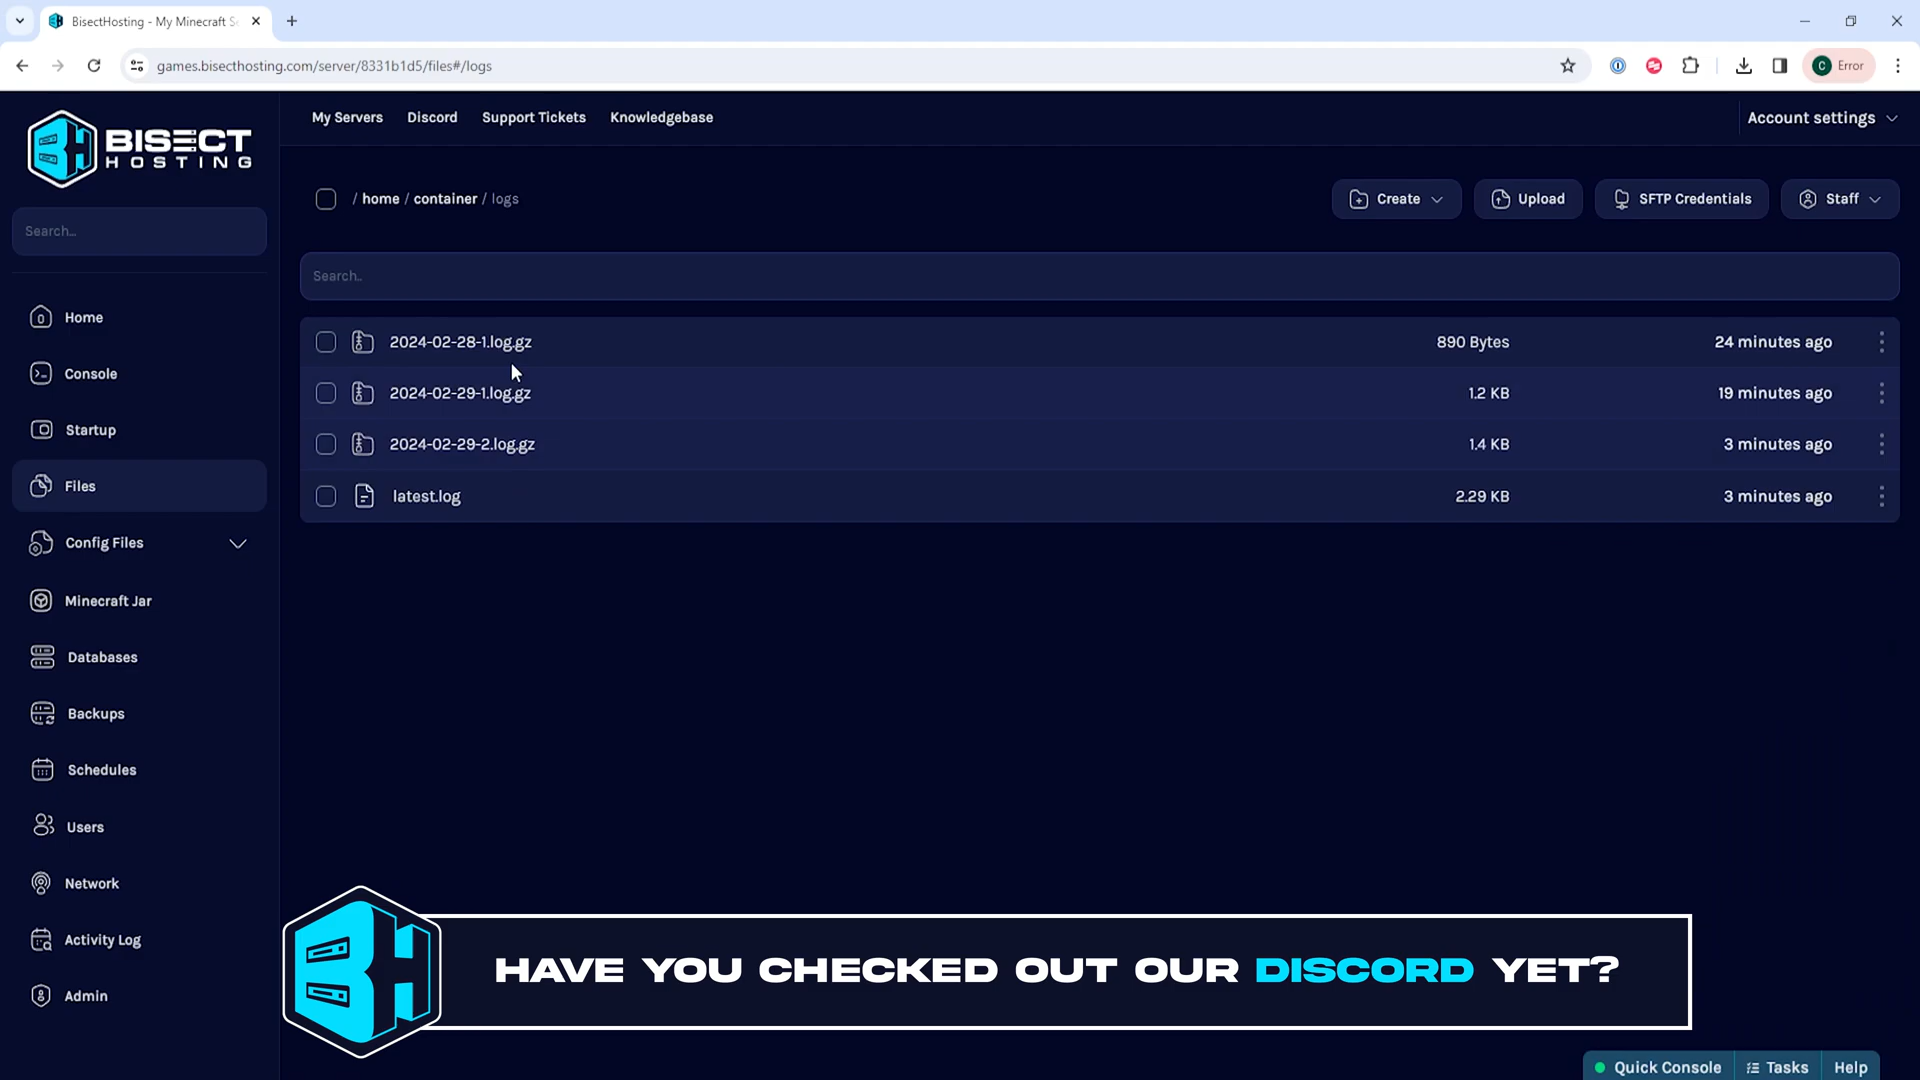 BisectHosting - My Minecraft S
games.bisecthosting.com/server/8331b1d5/files#/logs
C Error
BISECT
HOSTING
My Servers Discord Support Tickets Knowledgebase
Account settings
Search...
/ home / container / logs
Create Upload SFTP Credentials Staff
Search..
Home
Console
Startup
Files
Config Files
Minecraft Jar
Databases
Backups
Schedules
Users
Network
Activity Log
Admin
2024-02-28-1.log.gz 890 Bytes 24 minutes ago
2024-02-29-1.log.gz 1.2 KB 19 minutes ago
2024-02-29-2.log.gz 1.4 KB 3 minutes ago
latest.log 2.29 KB 3 minutes ago
HAVE YOU CHECKED OUT OUR DISCORD YET?
Quick Console Tasks Help